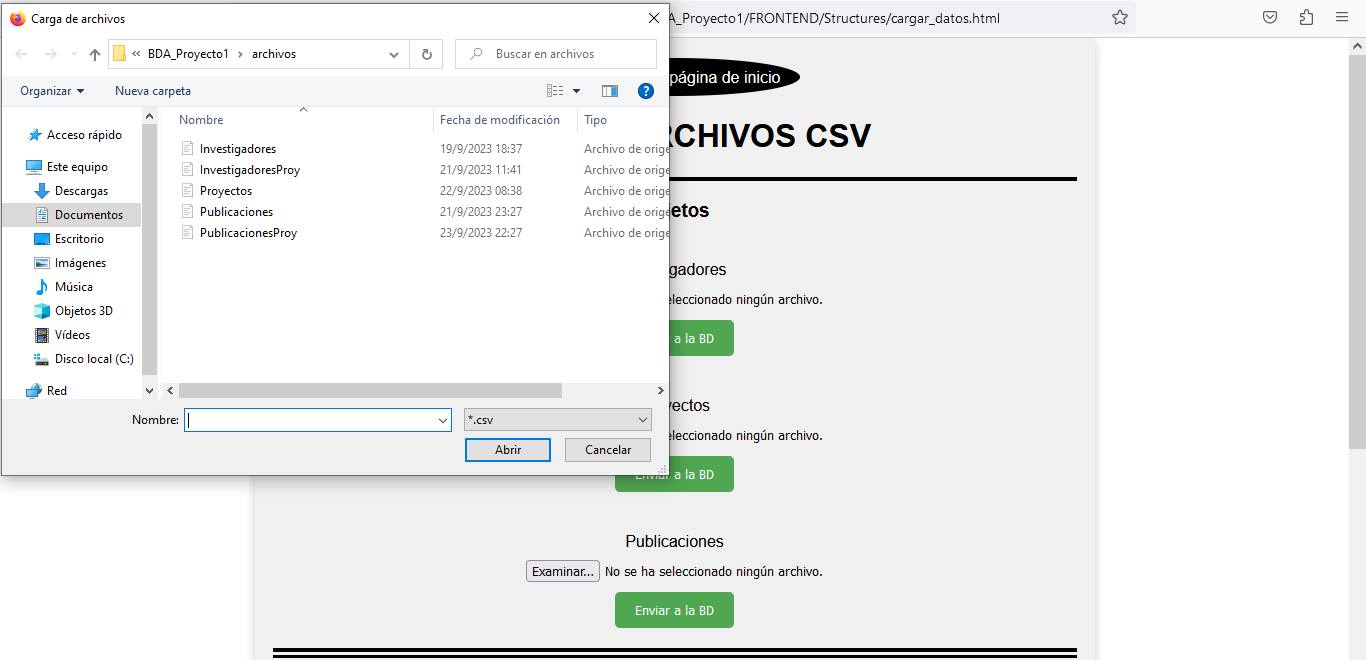 Carga de archivos
A_Proyecto1/FRONTEND/Structures/cargar_datos.html
« BDA_Proyecto1 › archivos
Buscar en archivos
Organizar
Nueva carpeta
Nombre
Fecha de modificación
Tipo
Acceso rápido
Este equipo
Descargas
Documentos
Escritorio
Imágenes
Música
Objetos 3D
Vídeos
Disco local (C:)
Red
Investigadores 19/9/2023 18:37 Archivo de orige
InvestigadoresProy 21/9/2023 11:41 Archivo de orige
Proyectos 22/9/2023 08:38 Archivo de orige
Publicaciones 21/9/2023 23:27 Archivo de orige
PublicacionesProy 23/9/2023 22:27 Archivo de orige
Nombre:
*.csv
Abrir
Cancelar
página de inicio
RCHIVOS CSV
etos
gadores
eleccionado ningún archivo.
r a la BD
yectos
eleccionado ningún archivo.
Enviar a la BD
Publicaciones
Examinar... No se ha seleccionado ningún archivo.
Enviar a la BD